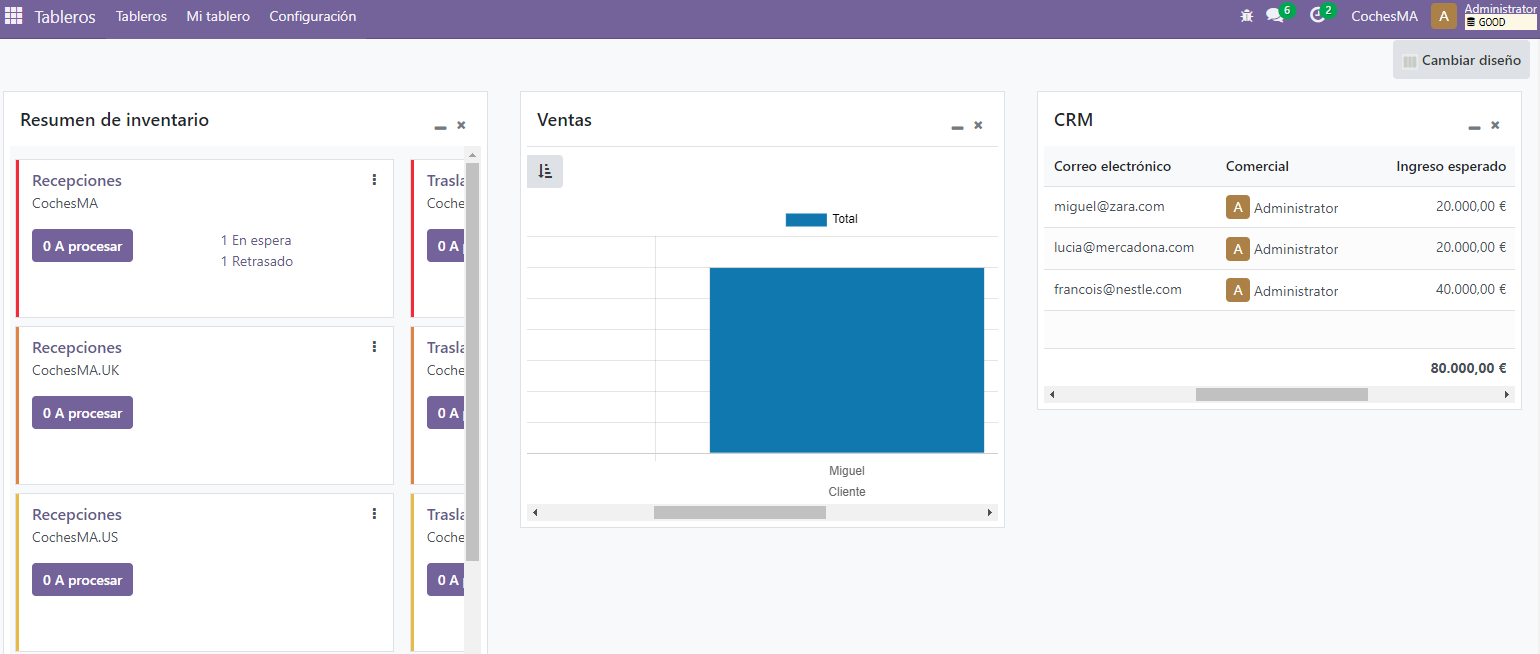 Tableros Tableros Mi tablero Configuración 6 2 CochesMA A Administrator
GOOD
Cambiar diseño
Resumen de inventario
Recepciones
CochesMA
0 A procesar
1 En espera
1 Retrasado
Trasla
Coche
0 A
Recepciones
CochesMA.UK
0 A procesar
Trasla
Coche
0 A
Recepciones
CochesMA.US
0 A procesar
Trasla
Coche
0 A
Ventas
Total
Miguel
Cliente
CRM
Correo electrónico Comercial Ingreso esperado
miguel@zara.com A Administrator 20.000,00 €
lucia@mercadona.com A Administrator 20.000,00 €
francois@nestle.com A Administrator 40.000,00 €
80.000,00 €